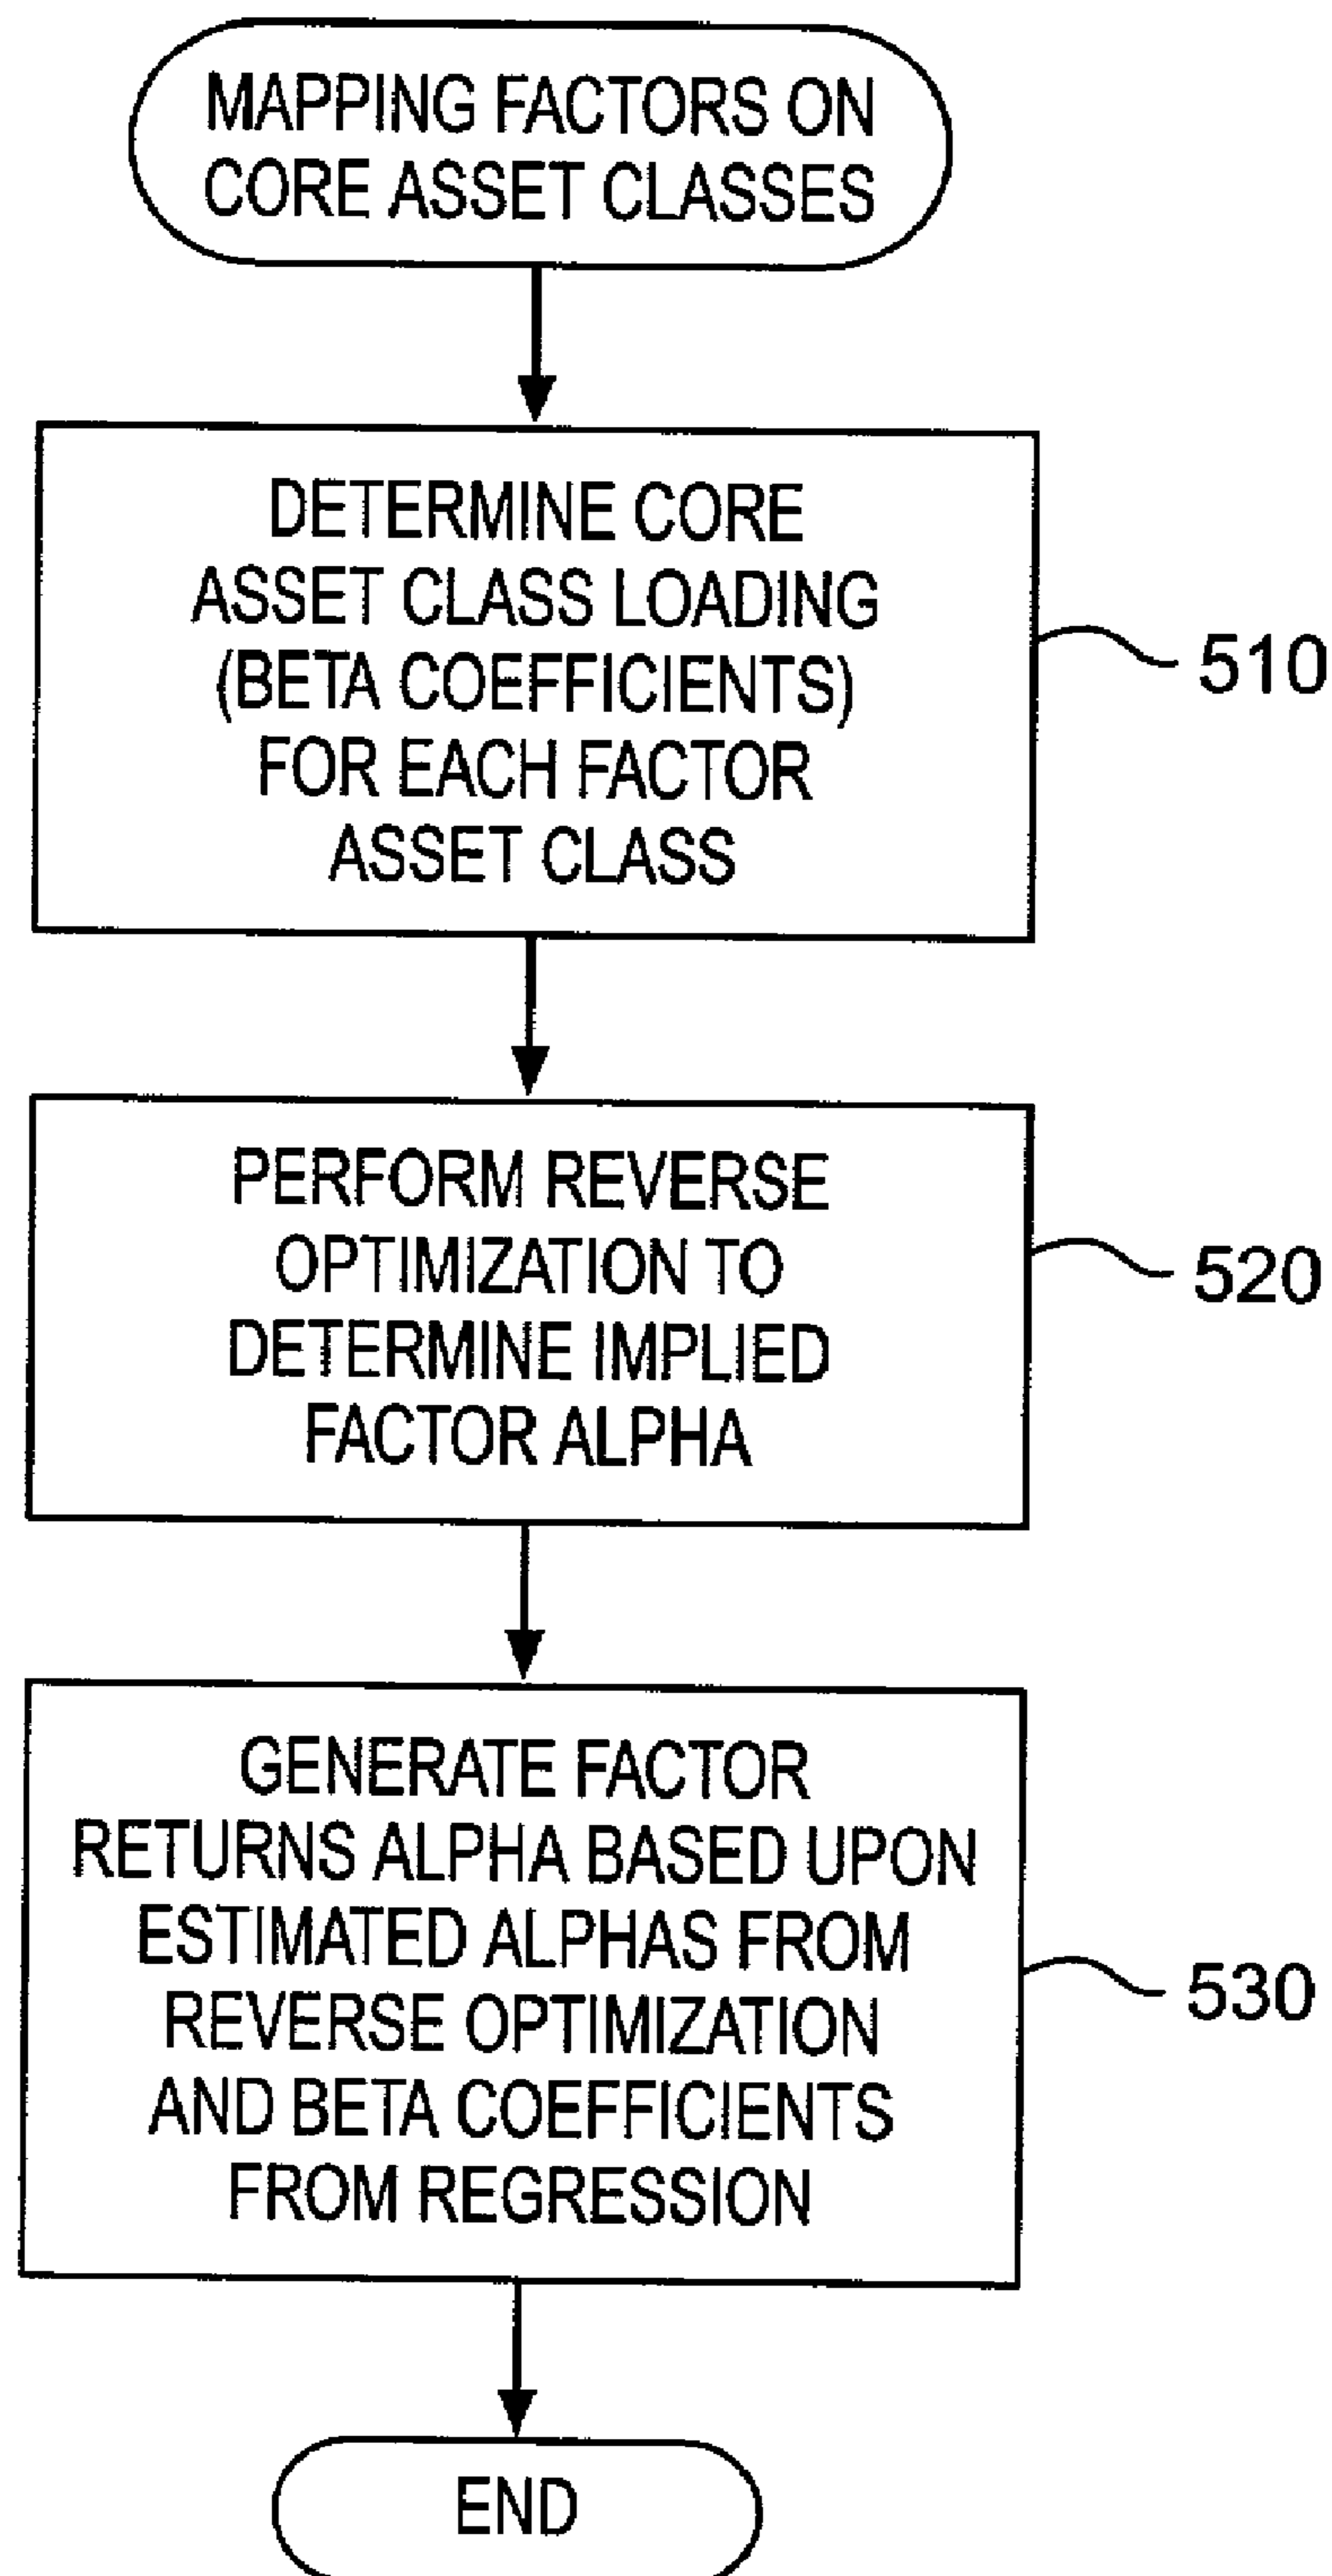 MAPPING FACTORS ON
CORE ASSET CLASSES
DETERMINE CORE
ASSET CLASS LOADING
(BETA COEFFICIENTS)
FOR EACH FACTOR
ASSET CLASS
510
PERFORM REVERSE
OPTIMIZATION TO
DETERMINE IMPLIED
FACTOR ALPHA
520
GENERATE FACTOR
RETURNS ALPHA BASED UPON
ESTIMATED ALPHAS FROM
REVERSE OPTIMIZATION
AND BETA COEFFICIENTS
FROM REGRESSION
530
END